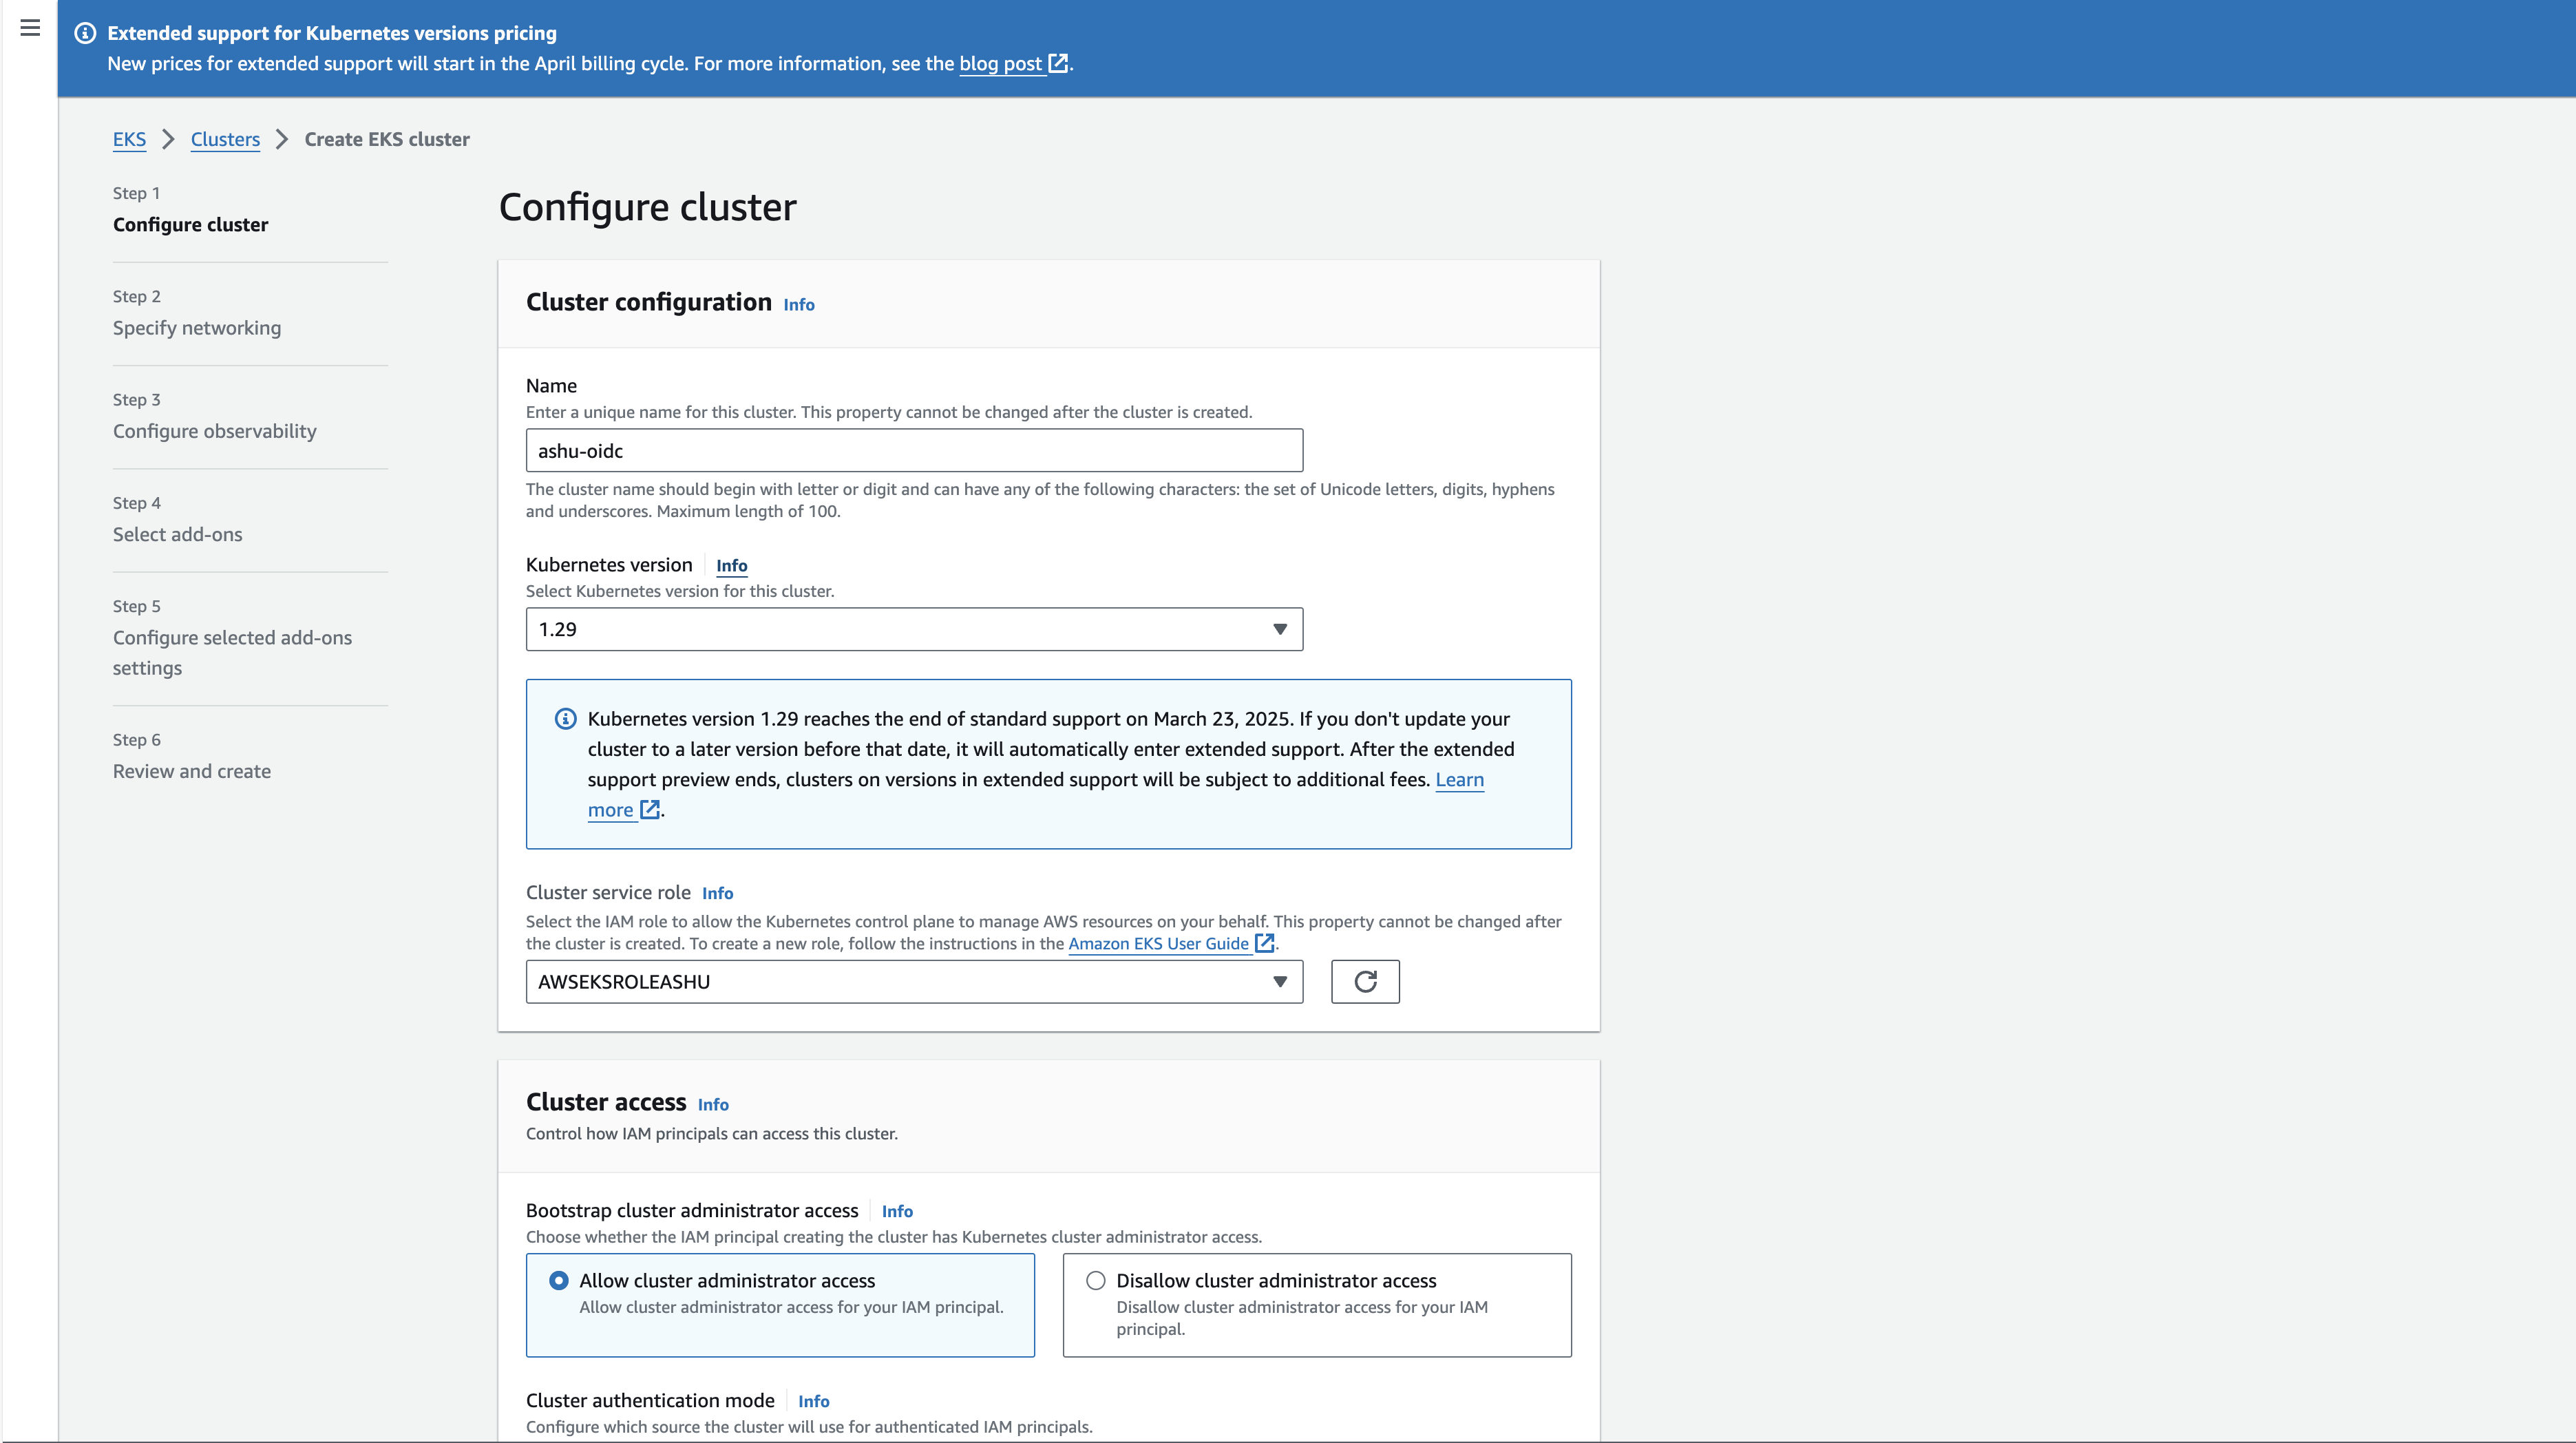 Extended support for Kubernetes versions pricing
New prices for extended support will start in the April billing cycle. For more information, see the blog post.
EKS > Clusters > Create EKS cluster
Step 1
Configure cluster
Step 2
Specify networking
Step 3
Configure observability
Step 4
Select add-ons
Step 5
Configure selected add-ons
settings
Step 6
Review and create
Configure cluster
Cluster configuration Info
Name
Enter a unique name for this cluster. This property cannot be changed after the cluster is created.
ashu-oidc
The cluster name should begin with letter or digit and can have any of the following characters: the set of Unicode letters, digits, hyphens
and underscores. Maximum length of 100.
Kubernetes version Info
Select Kubernetes version for this cluster.
1.29
Kubernetes version 1.29 reaches the end of standard support on March 23, 2025. If you don't update your
cluster to a later version before that date, it will automatically enter extended support. After the extended
support preview ends, clusters on versions in extended support will be subject to additional fees. Learn
more.
Cluster service role Info
Select the IAM role to allow the Kubernetes control plane to manage AWS resources on your behalf. This property cannot be changed after
the cluster is created. To create a new role, follow the instructions in the Amazon EKS User Guide.
AWSEKSROLEASHU
Cluster access Info
Control how IAM principals can access this cluster.
Bootstrap cluster administrator access Info
Choose whether the IAM principal creating the cluster has Kubernetes cluster administrator access.
Allow cluster administrator access
Allow cluster administrator access for your IAM principal.
Disallow cluster administrator access
Disallow cluster administrator access for your IAM
principal.
Cluster authentication mode Info
Configure which source the cluster will use for authenticated IAM principals.